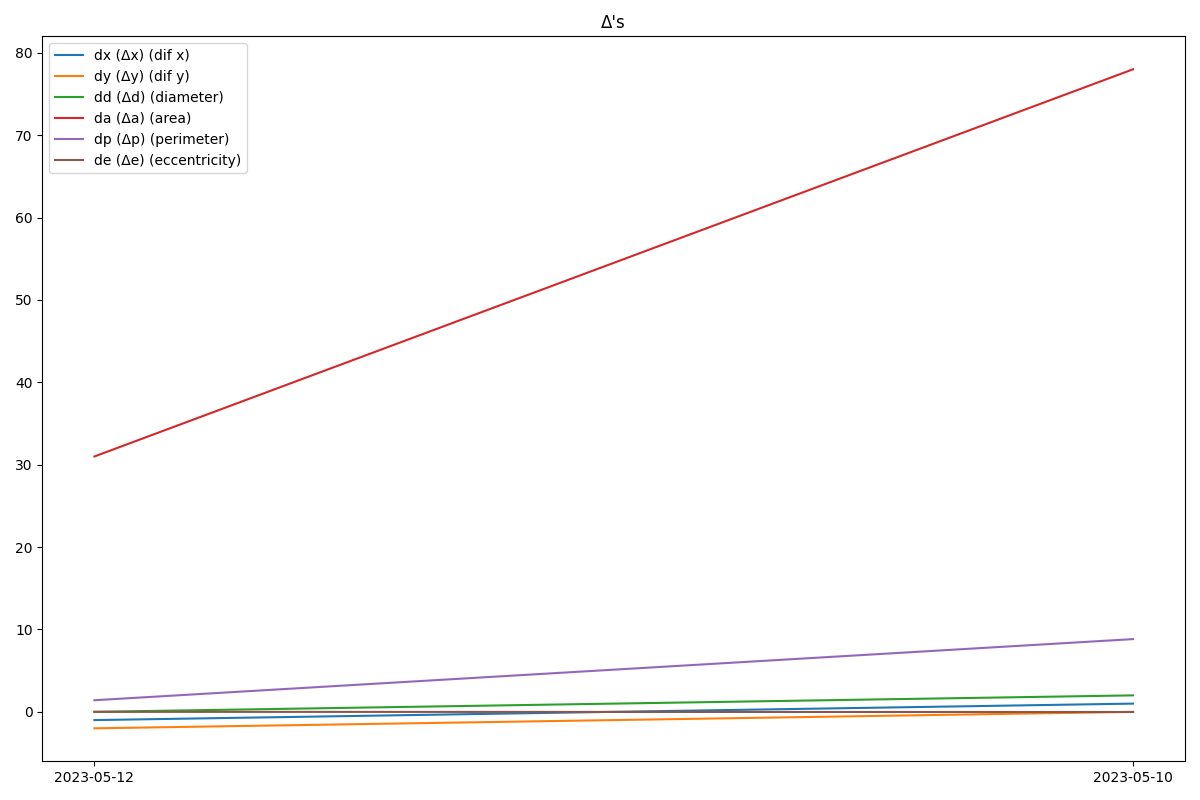 Δ's
dx (Δx) (dif x)
dy (Δy) (dif y)
dd (Δd) (diameter)
da (Δa) (area)
dp (Δp) (perimeter)
de (Δe) (eccentricity)
80
70
60
50
40
30
20
10
0
2023-05-12 2023-05-10